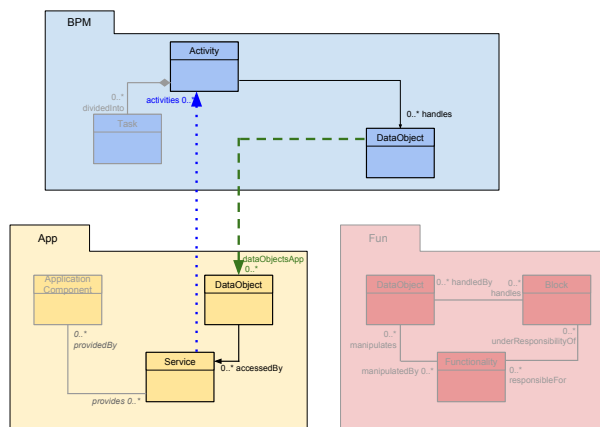 BPM
Activity
0..*
dividedInto
activities 0..*
Task
0..* handles
DataObject
App
Fun
dataObjectsApp
0..*
Application
Component
DataObject
DataObject
0..* handledBy
0..*
handles
Block
0..*
providedBy
0..*
manipulates
0..*
underResponsibilityOf
Service
0..* accessedBy
Functionality
manipulatedBy 0..*
0..*
responsibleFor
provides 0..*